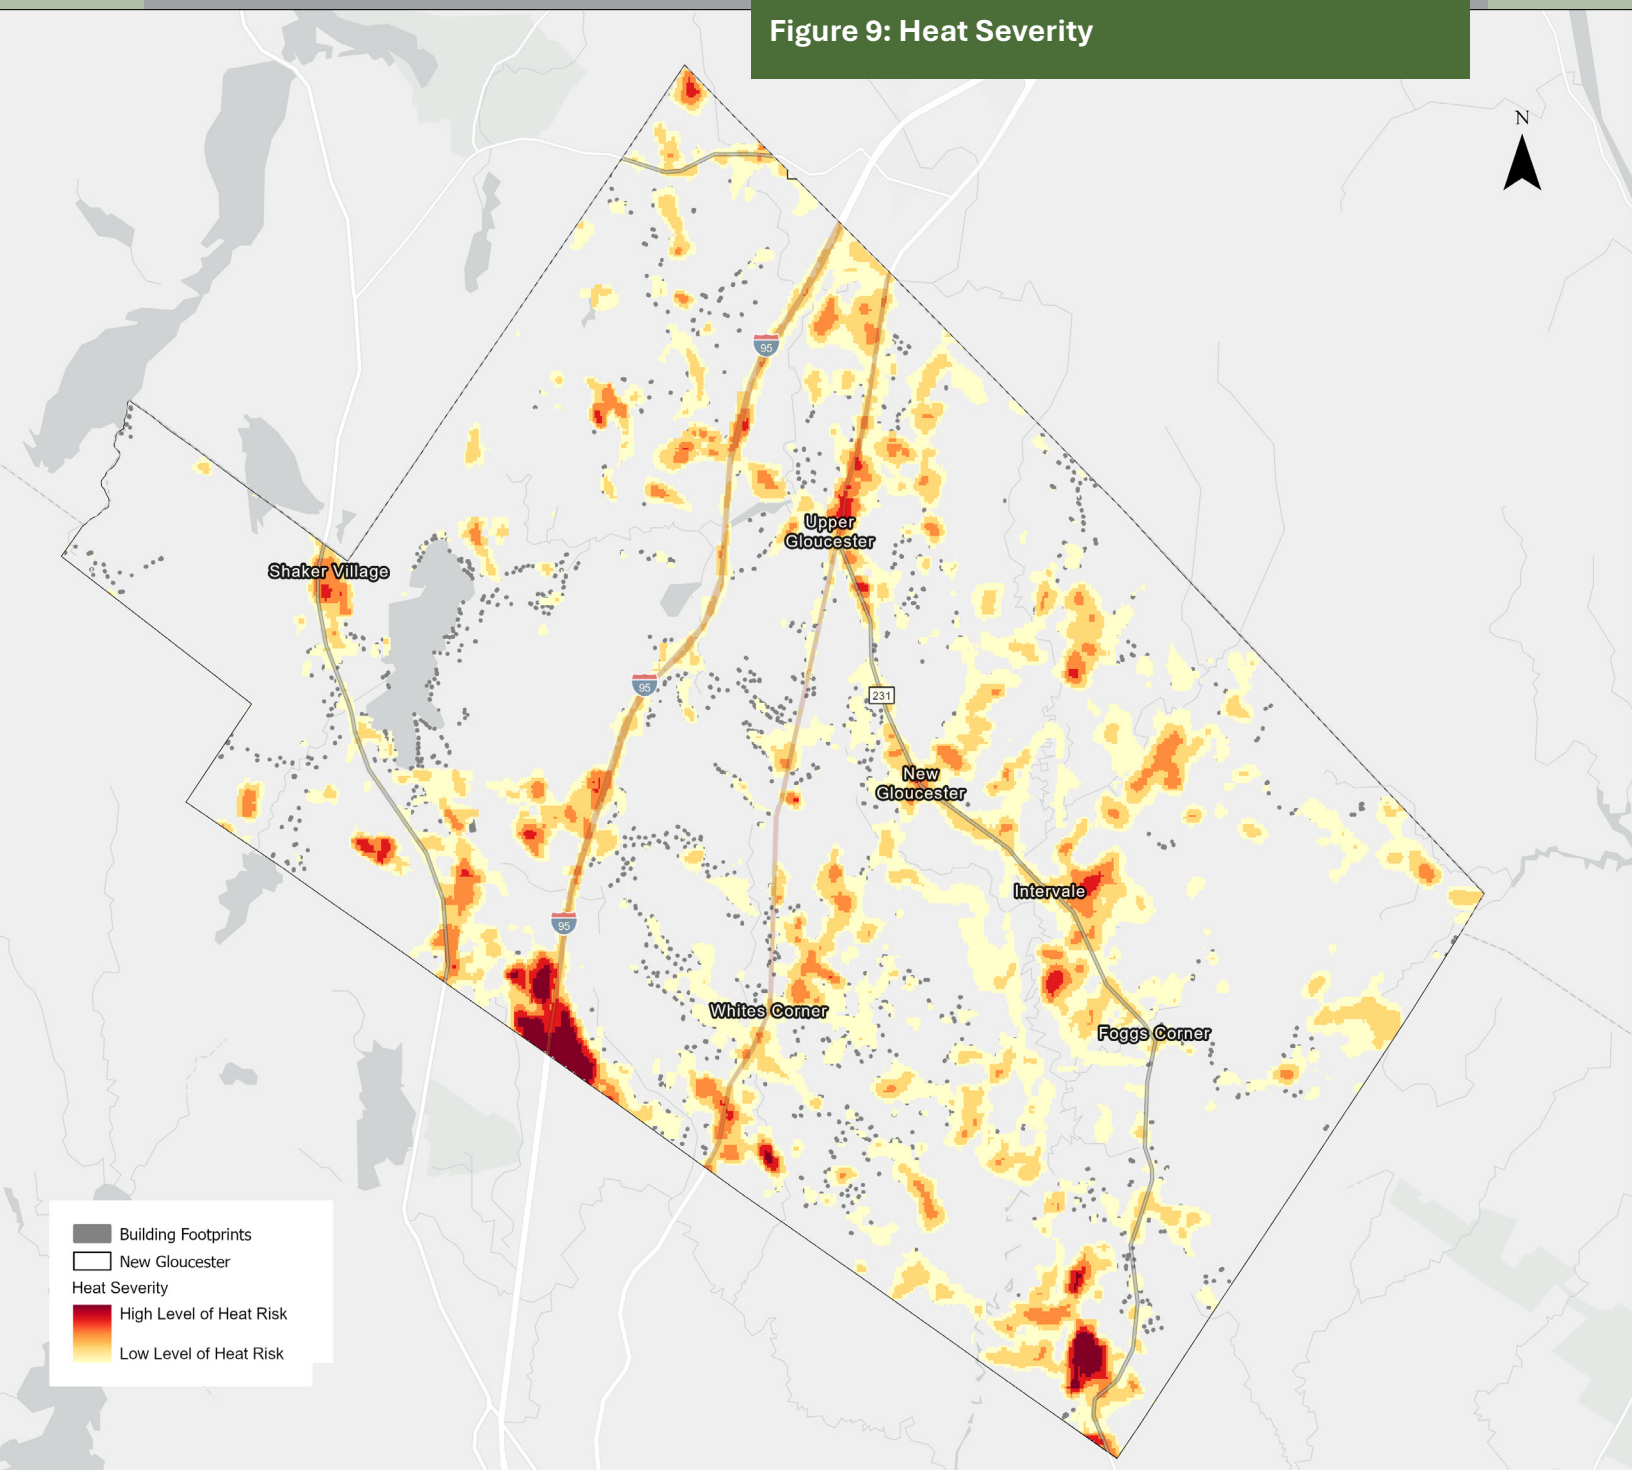 Figure 9: Heat Severity
N
95
Upper
Gloucester
Shaker Village
95
231
New
Gloucester
Intervale
95
Whites Corner
Foggs Corner
Building Footprints
New Gloucester
Heat Severity
High Level of Heat Risk
Low Level of Heat Risk